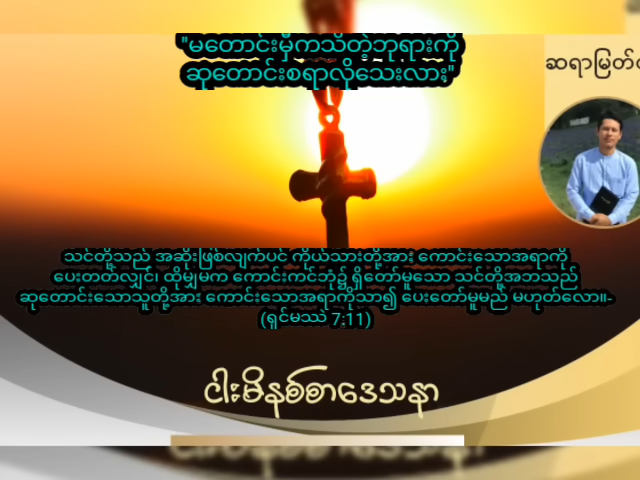 "မတောင်းမှီကသိတဲ့ဘုရားကို
ဆုတောင်းစရာလိုသေးလား"
ဆရာမြတ်
သင်တို့သည် အဆိုးဖြစ်လျက်ပင် ကိုယ်သားတို့အား ကောင်းသောအရာကို
ပေးတတ်လျှင်၊ ထိုမျှမက ကောင်းကင်ဘုံ၌ ရှိတော်မူသော သင်တို့အဘသည်
ဆုတောင်းသောသူတို့အား ကောင်းသောအရာကိုသာ၍ ပေးတော်မူမည် မဟုတ်လော။-
(ရှင်မဿဲ 7:11)
ငါးမိနစ်စာဒေသနာ